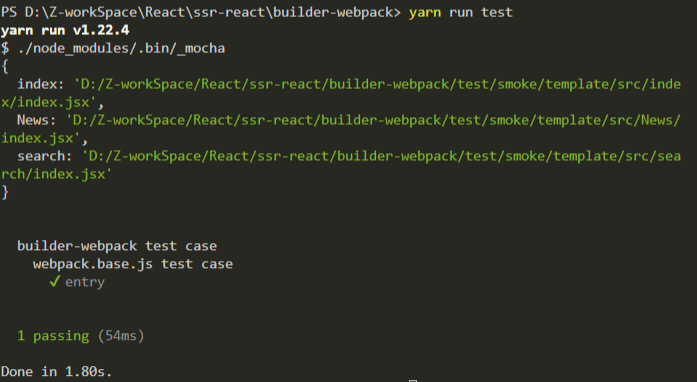 PS D:\Z-workSpace\React\ssr-react\builder-webpack> yarn run test
yarn run v1.22.4
$ ./node_modules/.bin/_mocha
{
  index: 'D:/Z-workSpace/React/ssr-react/builder-webpack/test/smoke/template/src/inde
x/index.jsx',
  News: 'D:/Z-workSpace/React/ssr-react/builder-webpack/test/smoke/template/src/News/
index.jsx',
  search: 'D:/Z-workSpace/React/ssr-react/builder-webpack/test/smoke/template/src/sea
rch/index.jsx'
}
  builder-webpack test case
    webpack.base.js test case
      √ entry
  1 passing (54ms)
Done in 1.80s.